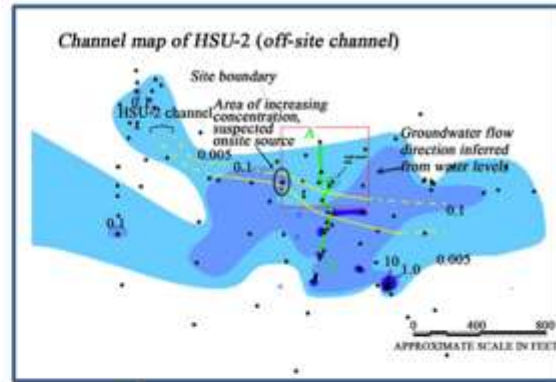 Channel map of HSU-2 (off-site channel)
Site boundary
Area of increasing
concentration,
suspected
onsite source
HSU-2 channel
A
Groundwater flow
direction inferred
from water levels
0.005
0.1
0.1
0.1
10
1.0
0.005
0 400 800
APPROXIMATE SCALE IN FEET